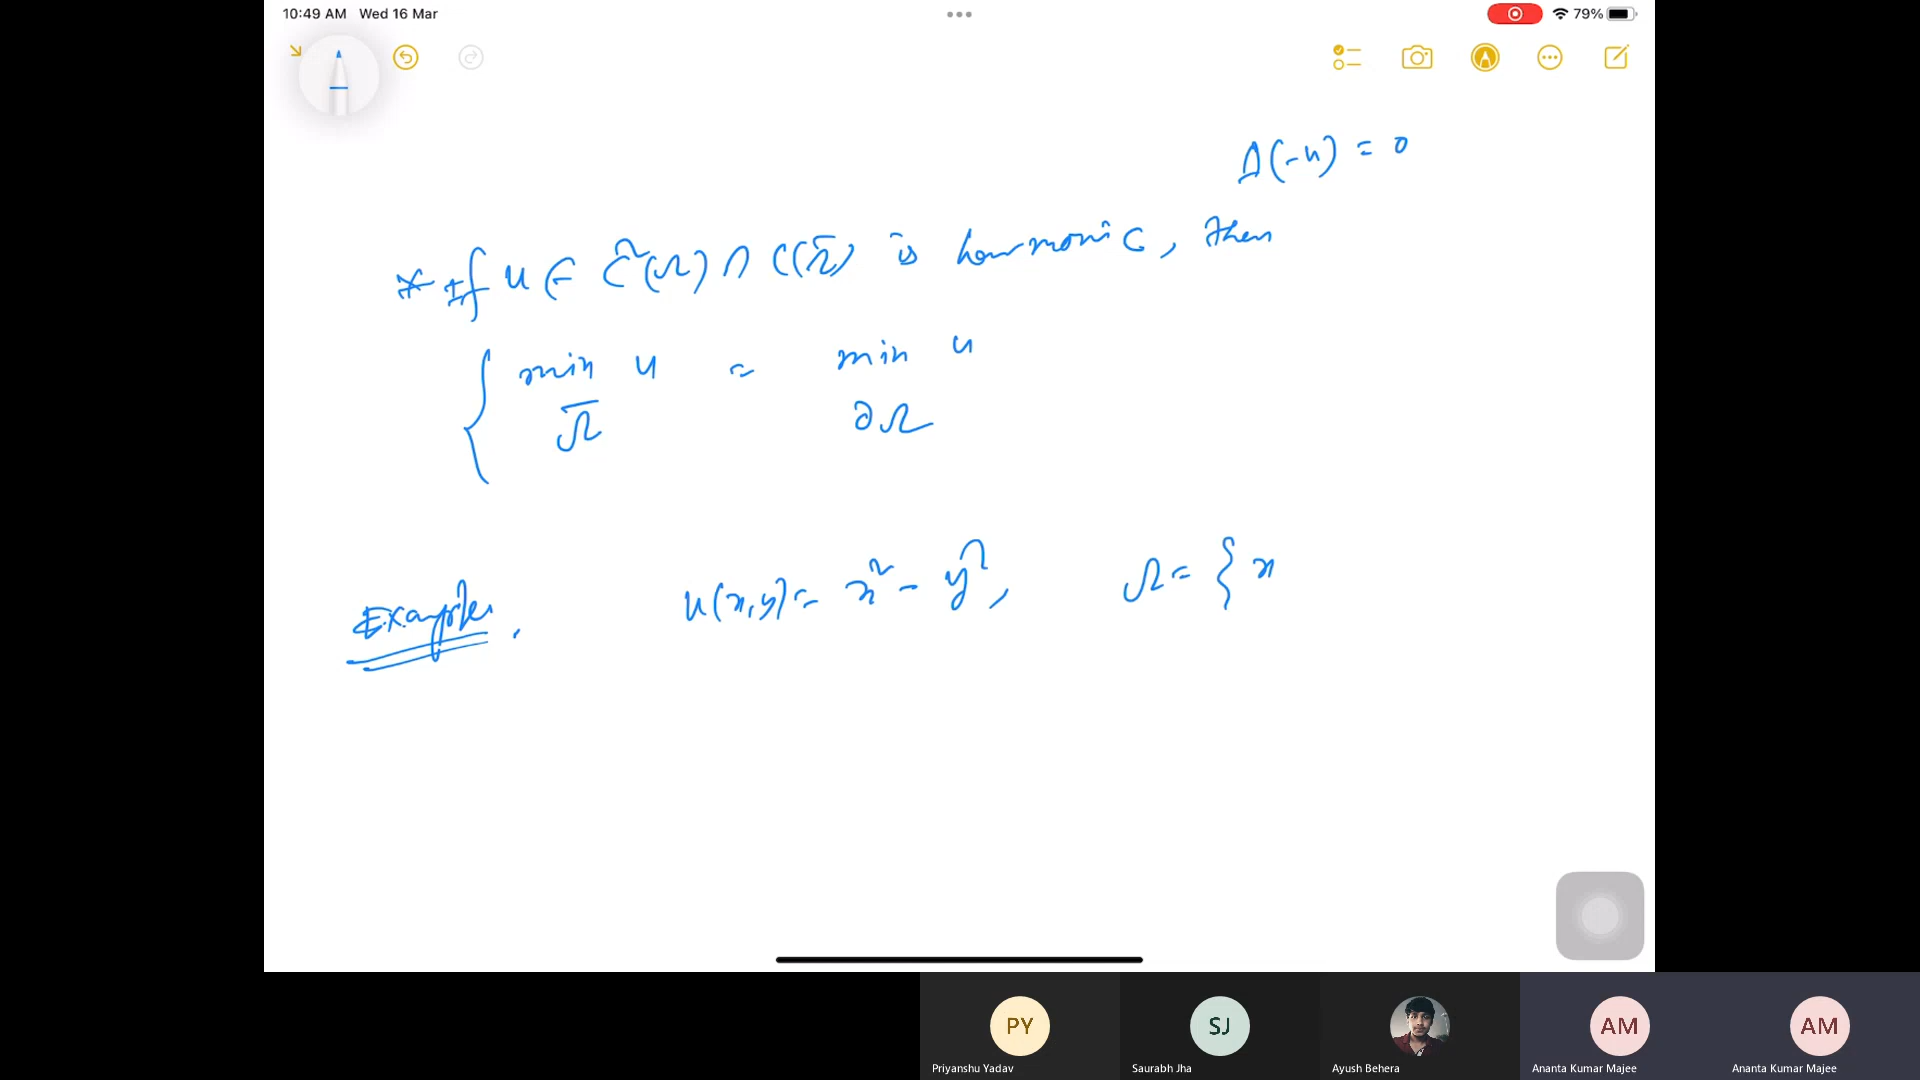 10:49 AM Wed 16 Mar
79%
Δ(-u) = 0
* If u ∈ C²(Ω) ∩ C(Ω̅) is harmonic, then
{ min u = min u
Ω̅ ∂Ω
Example. u(x,y) = x² - y², Ω = { x
PY SJ AM AM
Priyanshu Yadav Saurabh Jha Ayush Behera Ananta Kumar Majee Ananta Kumar Majee